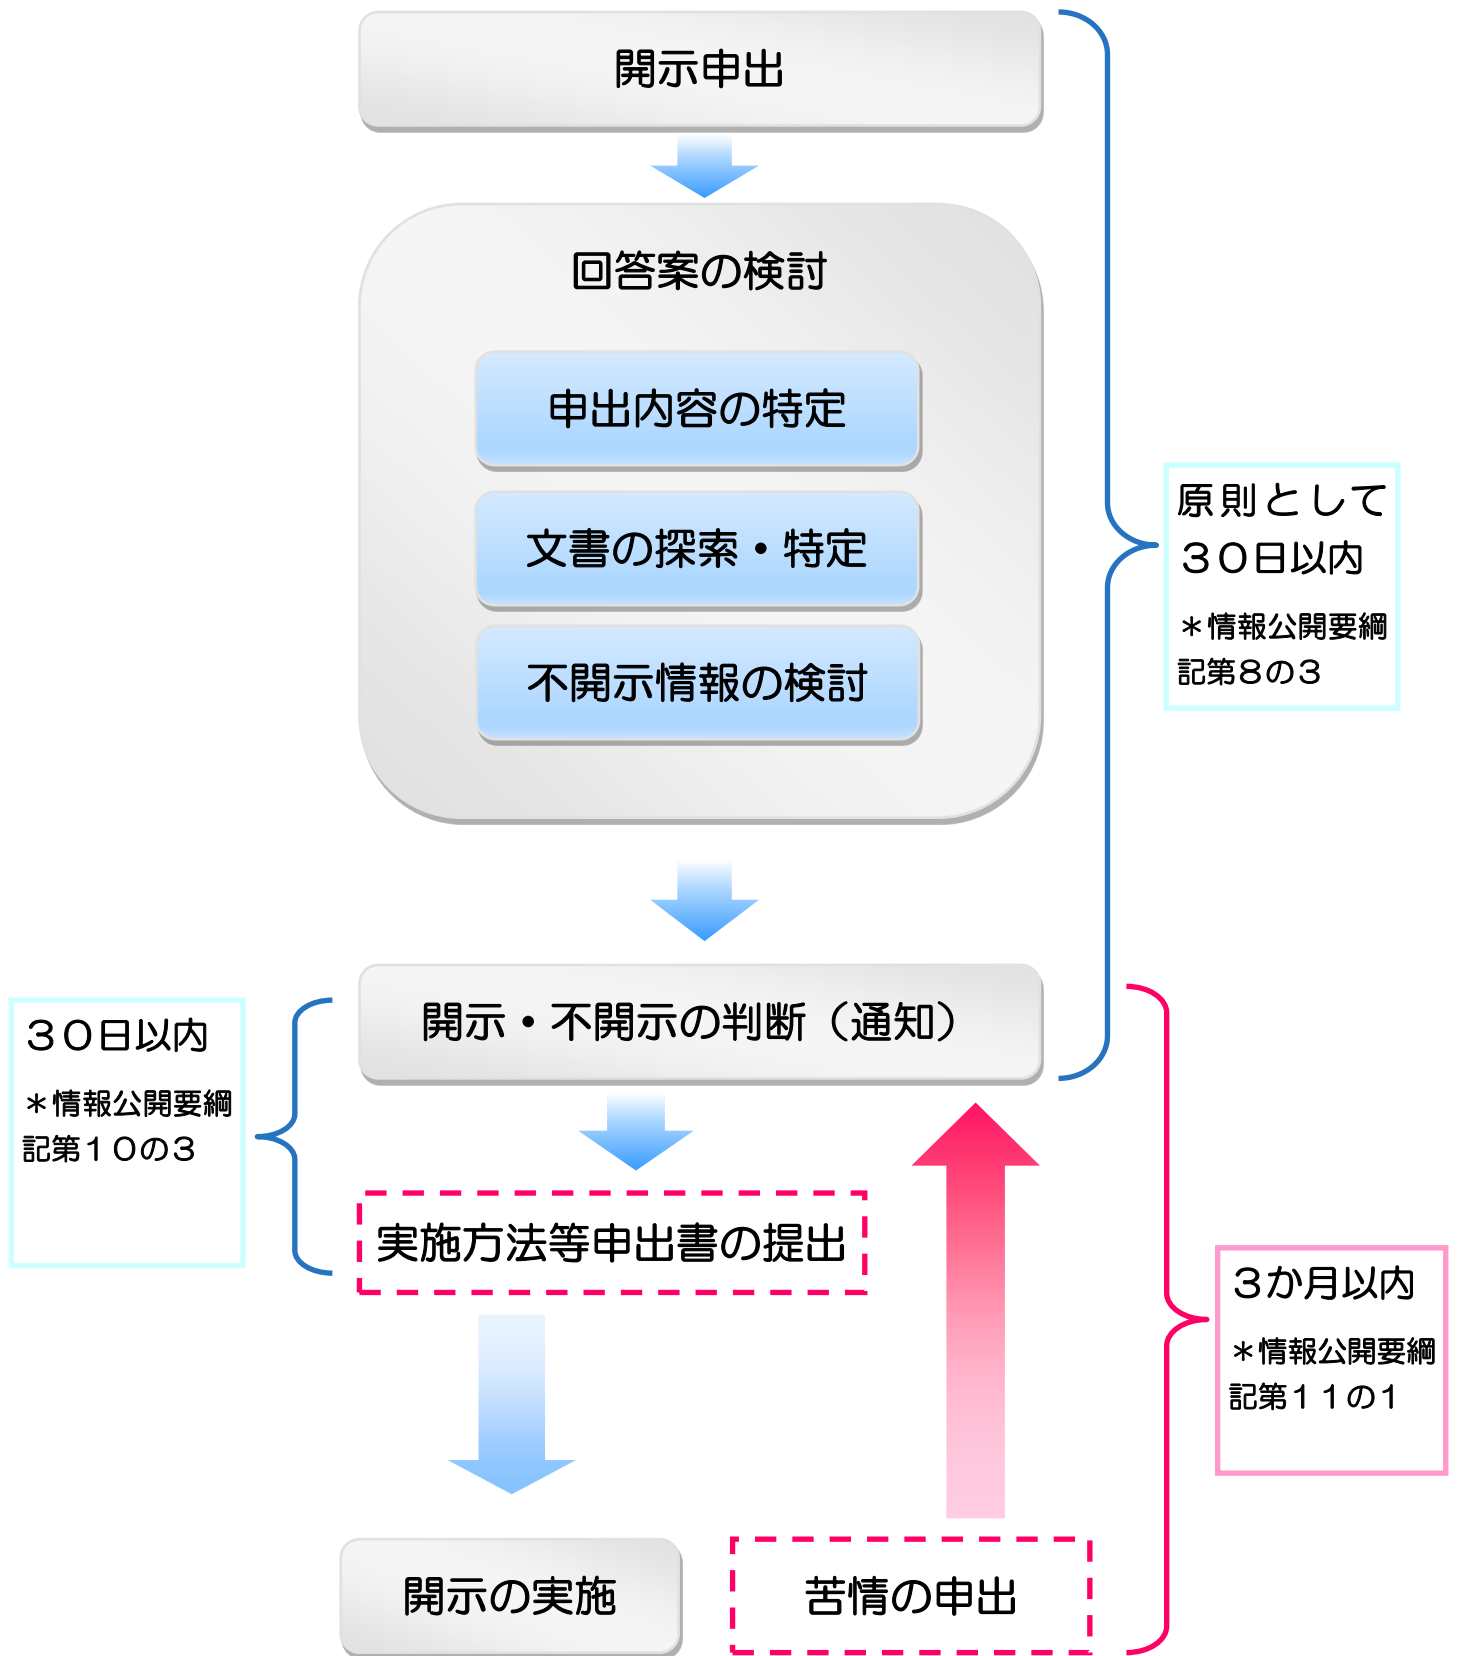 開示申出
回答案の検討
申出内容の特定
文書の探索・特定
不開示情報の検討
原則として
３０日以内
＊情報公開要綱
記第８の３
開示・不開示の判断（通知）
３０日以内
＊情報公開要綱
記第１０の３
実施方法等申出書の提出
３か月以内
＊情報公開要綱
記第１１の１
開示の実施
苦情の申出